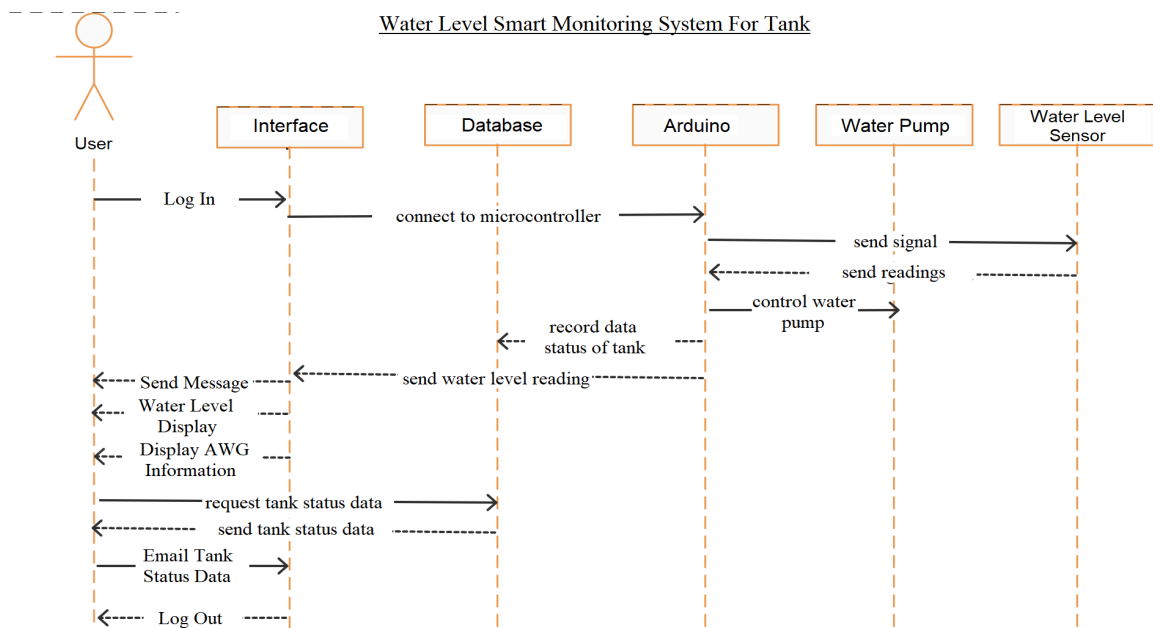 Water Level Smart Monitoring System For Tank
User
Interface
Database
Arduino
Water Pump
Water Level
Sensor
Log In
connect to microcontroller
send signal
send readings
control water
pump
record data
status of tank
send water level reading
Send Message
Water Level
Display
Display AWG
Information
request tank status data
send tank status data
Email Tank
Status Data
Log Out